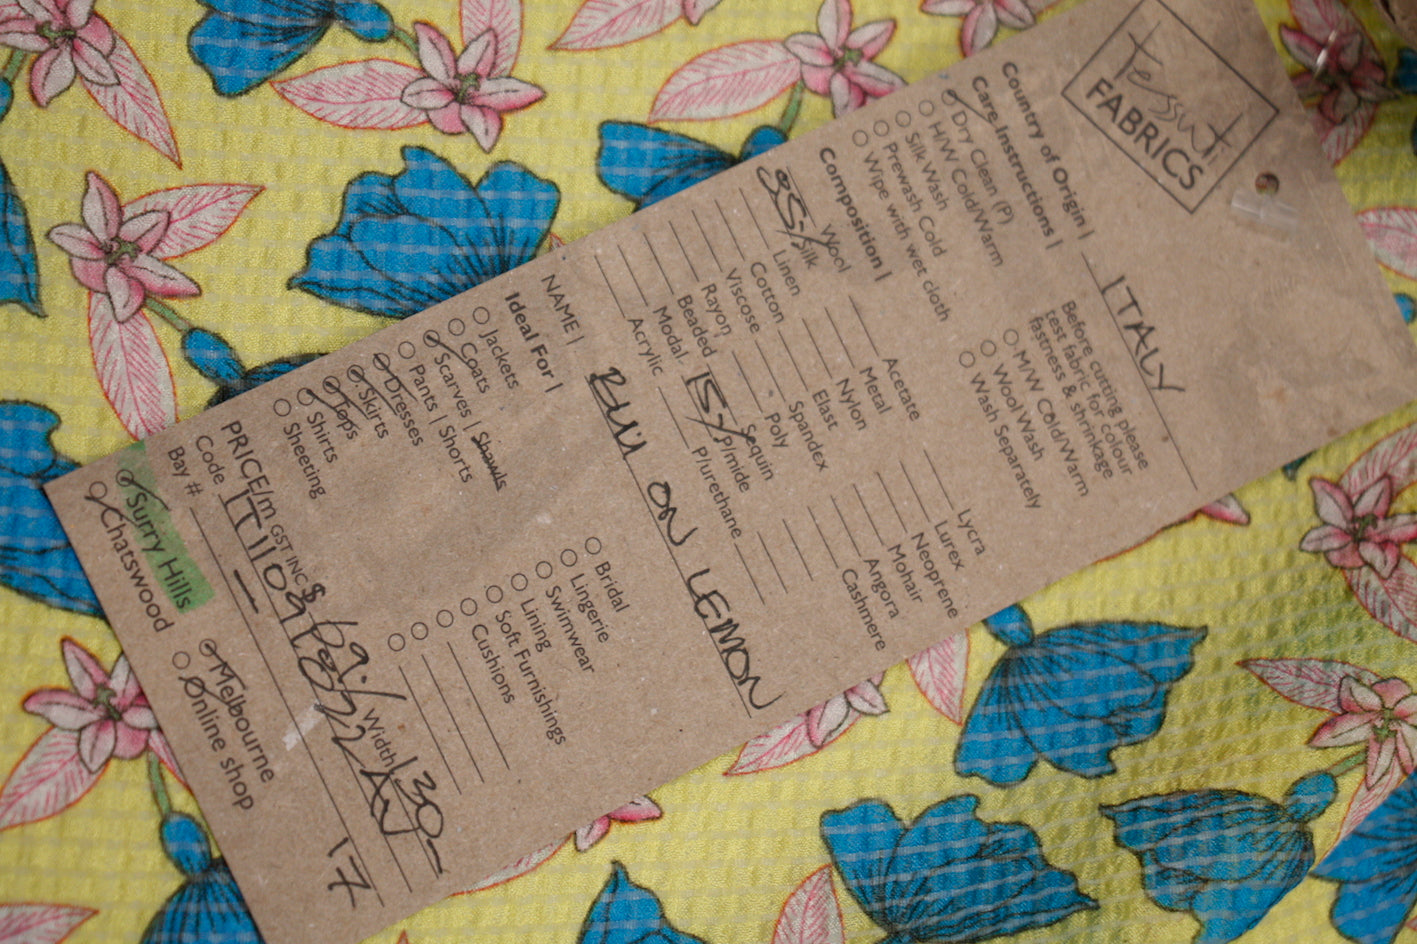 Tessuti
FABRICS
Country of Origin | ITALY
Care Instructions |
Dry Clean (P)
H/W Cold/Warm
Silk Wash
Prewash Cold
Wipe with wet cloth
Before cutting please
test fabric for colour
fastness & shrinkage
M/W Cold/Warm
Wool Wash
Wash Separately
Composition |
Wool
85% Silk
Linen
Cotton
Viscose
Rayon
Beaded
Modal
Acrylic
Acetate
Metal
Nylon
Elast
Spandex
Poly
Sequin
15% P/mide
P/urethane
Lycra
Lurex
Neoprene
Mohair
Angora
Cashmere
NAME | BLU ON LEMON
Ideal For |
Jackets
Coats
Scarves | Shawls
Pants | Shorts
Dresses
Skirts
Tops
Shirts
Sheeting
Bridal
Lingerie
Swimwear
Lining
Soft Furnishings
Cushions
PRICE/m GST INC $ 69.- Width 130
Code
Bay # 17
Surry Hills
Chatswood
Melbourne
Online shop